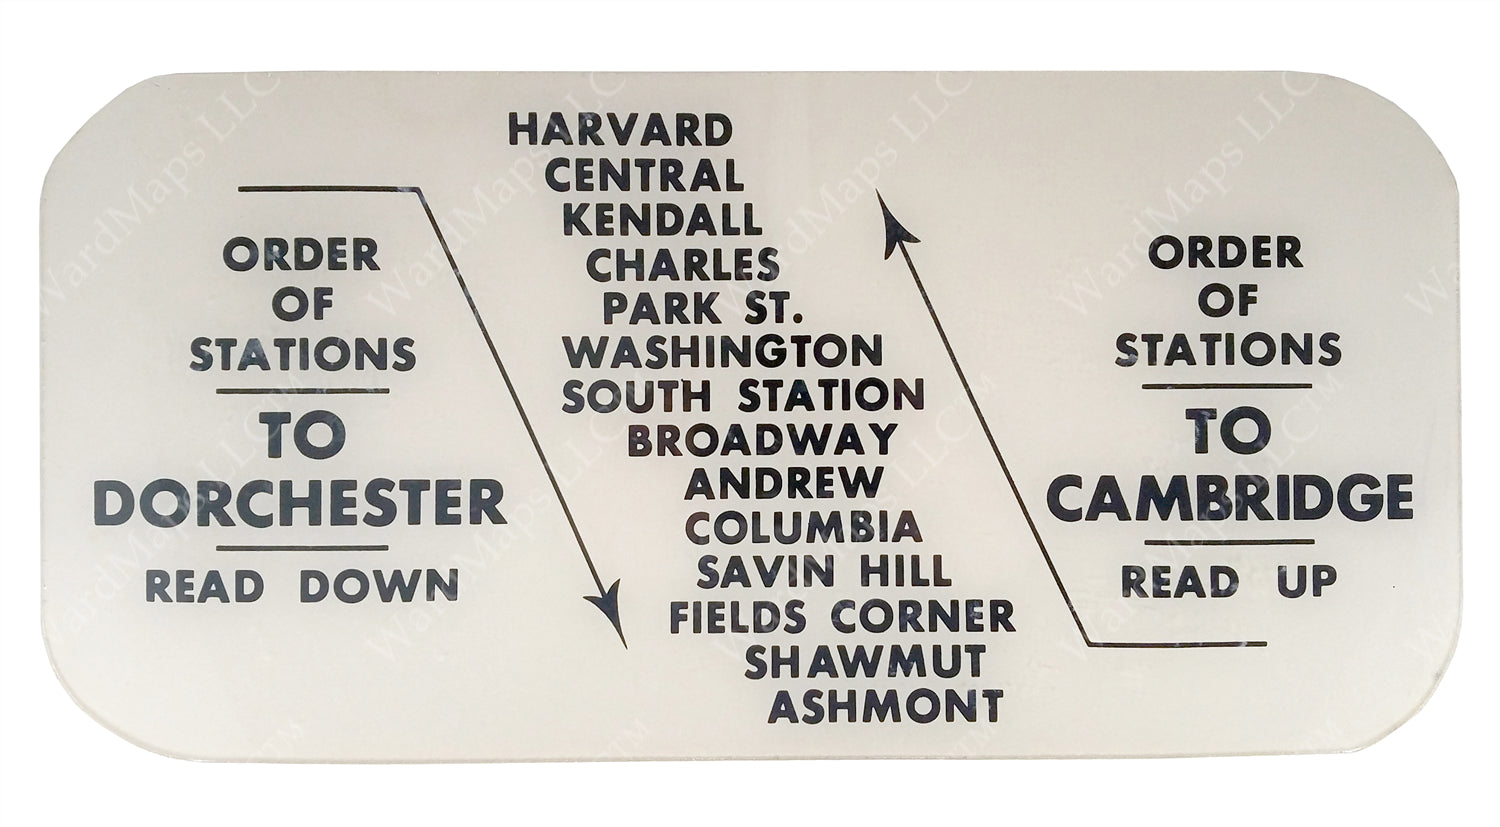 ORDER
OF
STATIONS
TO
DORCHESTER
READ DOWN
HARVARD
CENTRAL
KENDALL
CHARLES
PARK ST.
WASHINGTON
SOUTH STATION
BROADWAY
ANDREW
COLUMBIA
SAVIN HILL
FIELDS CORNER
SHAWMUT
ASHMONT
ORDER
OF
STATIONS
TO
CAMBRIDGE
READ UP
WardMaps LLC™